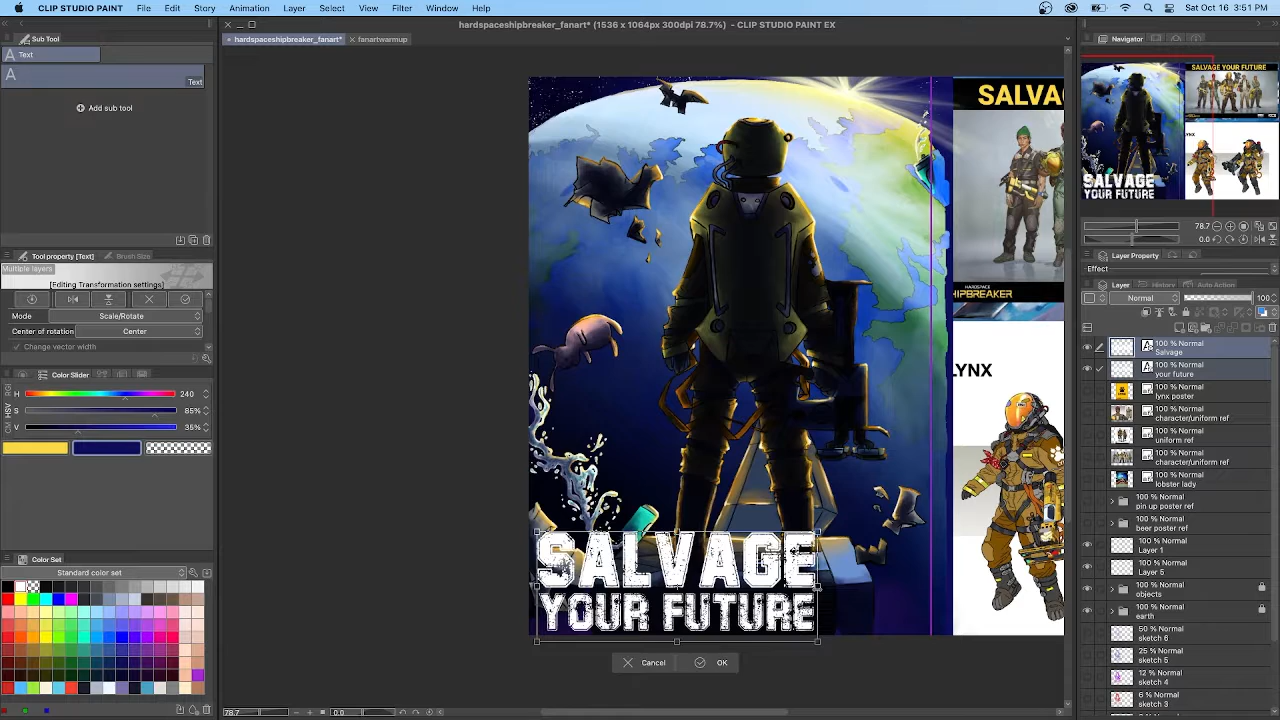 CLIP STUDIO PAINT File Edit Story Animation Layer Select View Filter Window Help Sat Oct 16 3:51 PM
hardspaceshipbreaker_fanart* (1536 x 1064px 300dpi 78.7%) - CLIP STUDIO PAINT EX
Sub Tool
hardspaceshipbreaker_fanart* fanartwarmup
Navigator
Text
Text
Add sub tool
SALVAGE YOUR FUTURE
LYNX
SALVAGE
YOUR FUTURE
78.7
0.0
Tool property [Text] Brush Size
Multiple layers
[Editing Transformation settings]
Mode Scale/Rotate
Center of rotation Center
Change vector width
Color Slider
H 240
S 85%
V 35%
Color Set
Standard color set
SALVA
HARDSPACE
HIPBREAKER
LYNX
SALVAGE
YOUR FUTURE
Cancel OK
78.7 0.0
Layer Property
Effect
Layer History Auto Action
Normal 100
100 % Normal
Salvage
100 % Normal
your future
100 % Normal
lynx poster
100 % Normal
character/uniform ref
100 % Normal
uniform ref
100 % Normal
character/uniform ref
100 % Normal
lobster lady
100 % Normal
pin up poster ref
100 % Normal
beer poster ref
100 % Normal
Layer 1
100 % Normal
Layer 5
100 % Normal
objects
100 % Normal
earth
50 % Normal
sketch 6
25 % Normal
sketch 5
12 % Normal
sketch 4
6 % Normal
sketch 3